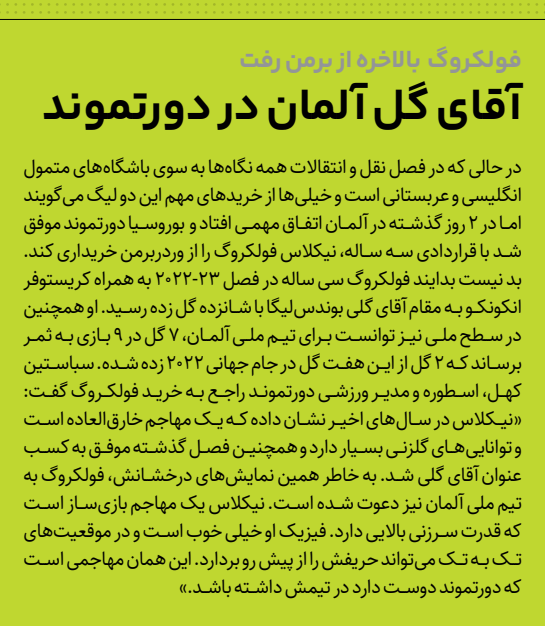 فولکروگ بالاخره از برمن رفت
آقای گل آلمان در دورتموند
در حالی که در فصل نقل و انتقالات همه نگاه‌ها به سوی باشگاه‌های متمول
انگلیسی و عربستانی است و خیلی‌ها از خریدهای مهم این دو لیگ می‌گویند
اما در ۲ روز گذشته در آلمان اتفاق مهمی افتاد و بوروسیا دورتموند موفق
شد با قراردادی سه ساله، نیکلاس فولکروگ را از وردربرمن خریداری کند.
بد نیست بدایند فولکروگ سی ساله در فصل ۲۳-۲۰۲۲ به همراه کریستوفر
انکونکو به مقام آقای گلی بوندس‌لیگا با شانزده گل زده رسید. او همچنین
در سطح ملی نیز توانست برای تیم ملی آلمان، ۷ گل در ۹ بازی به ثمر
برساند که ۲ گل از این هفت گل در جام جهانی ۲۰۲۲ زده شده. سباستین
کهل، اسطوره و مدیر ورزشی دورتموند راجع به خرید فولکروگ گفت:
«نیکلاس در سال‌های اخیر نشان داده که یک مهاجم خارق‌العاده است
و توانایی‌های گلزنی بسیار دارد و همچنین فصل گذشته موفق به کسب
عنوان آقای گلی شد. به خاطر همین نمایش‌های درخشانش، فولکروگ به
تیم ملی آلمان نیز دعوت شده است. نیکلاس یک مهاجم بازی‌ساز است
که قدرت سرزنی بالایی دارد. فیزیک او خیلی خوب است و در موقعیت‌های
تک به تک می‌تواند حریفش را از پیش رو بردارد. این همان مهاجمی است
که دورتموند دوست دارد در تیمش داشته باشد.»